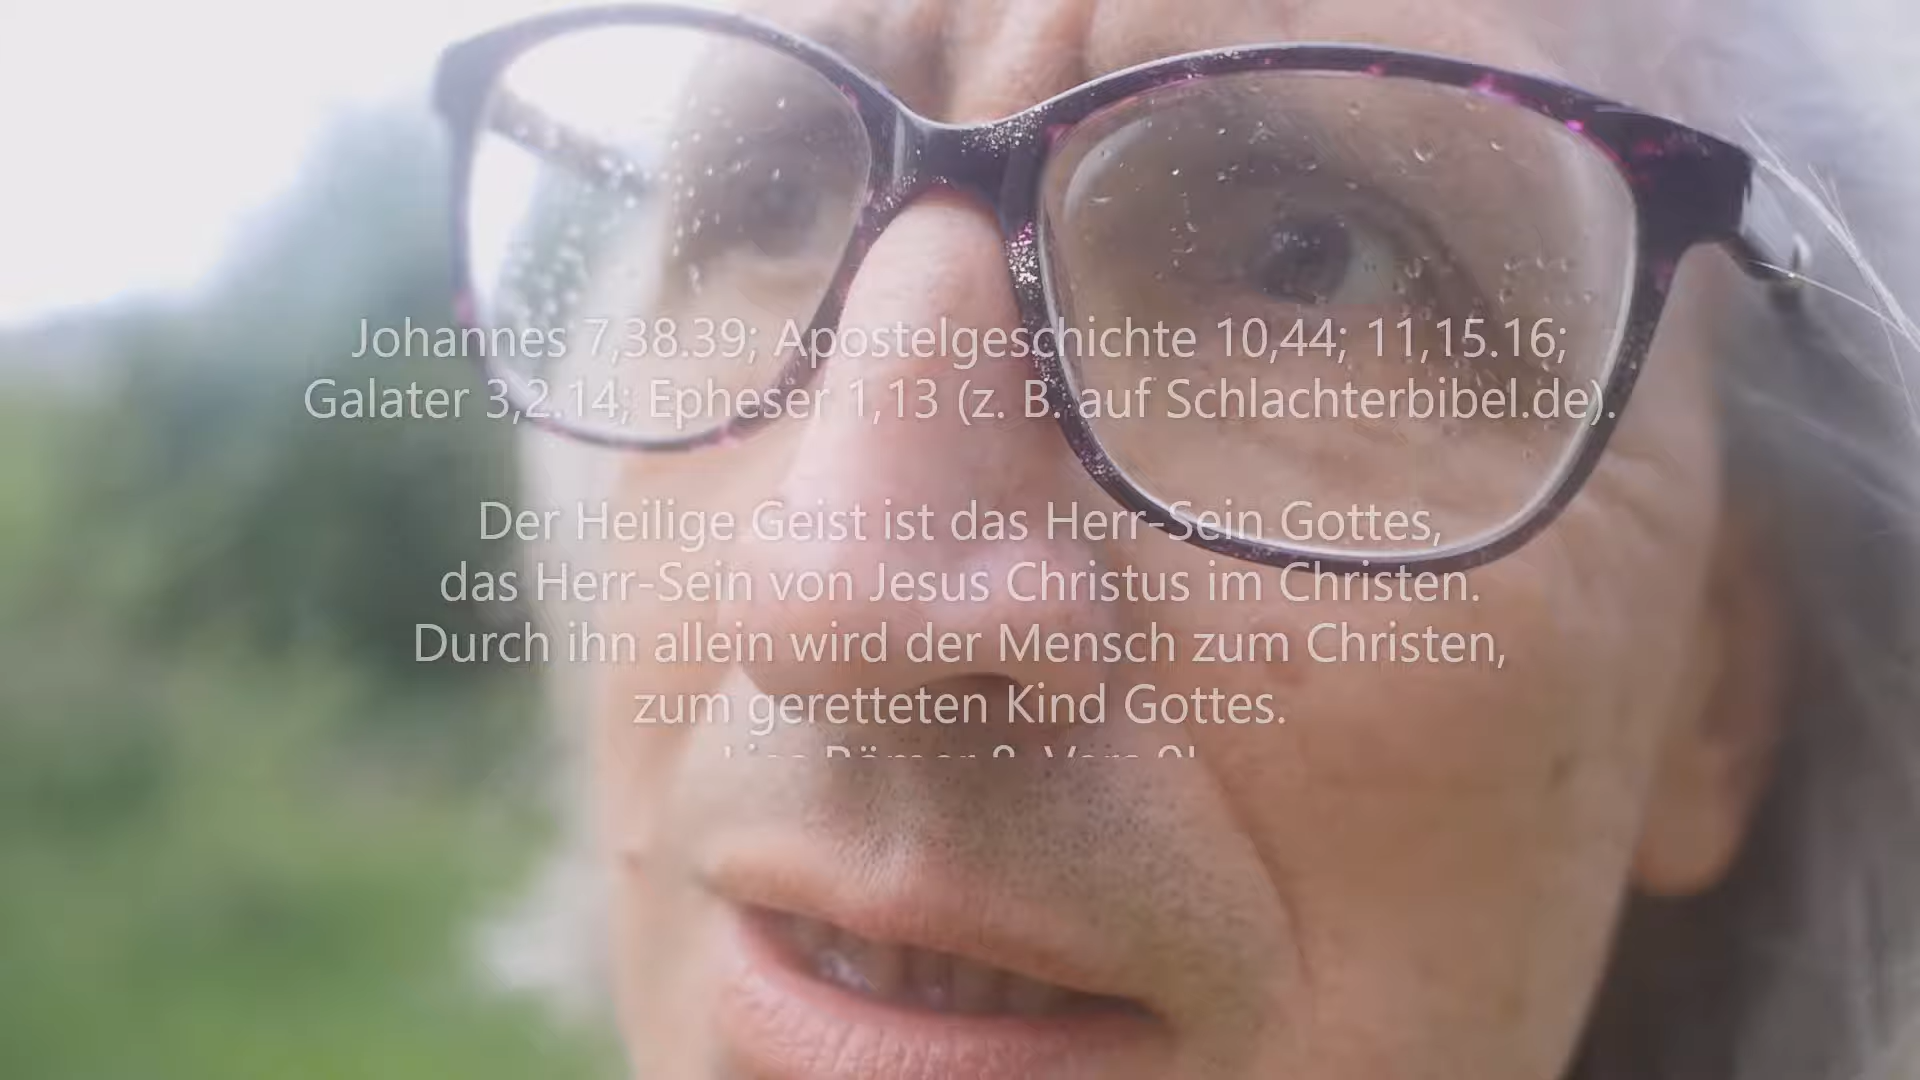 Johannes 7,38.39; Apostelgeschichte 10,44; 11,15.16;
Galater 3,2.14; Epheser 1,13 (z. B. auf Schlachterbibel.de).
Der Heilige Geist ist das Herr-Sein Gottes,
das Herr-Sein von Jesus Christus im Christen.
Durch ihn allein wird der Mensch zum Christen,
zum geretteten Kind Gottes.